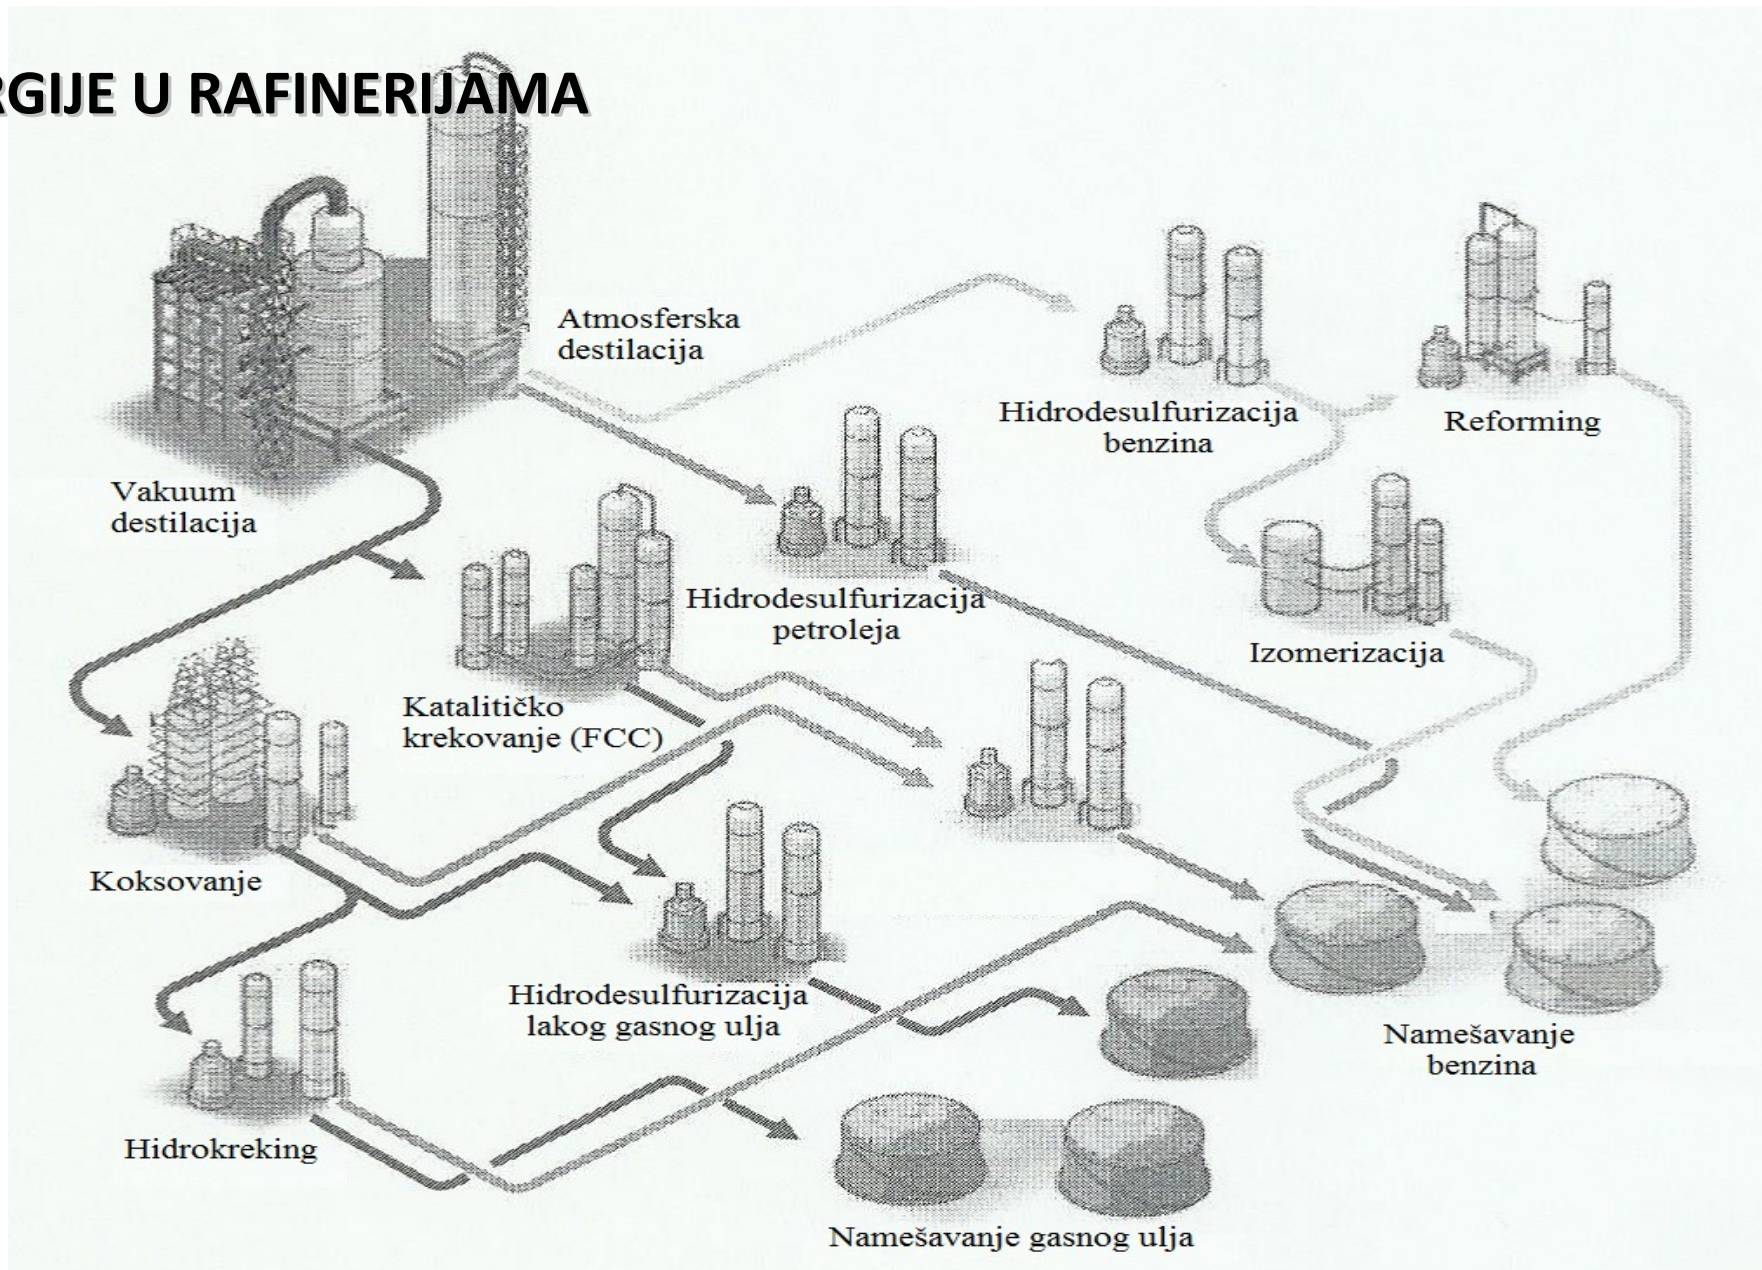 RGIJE U RAFINERIJAMA
Atmosferska
destilacija
Hidrodesulfurizacija
benzina
Reforming
Vakuum
destilacija
Hidrodesulfurizacija
petroleja
Izomerizacija
Katalitičko
krekovanje (FCC)
Koksovanje
Hidrodesulfurizacija
lakog gasnog ulja
Namešavanje
benzina
Hidrokreking
Namešavanje gasnog ulja